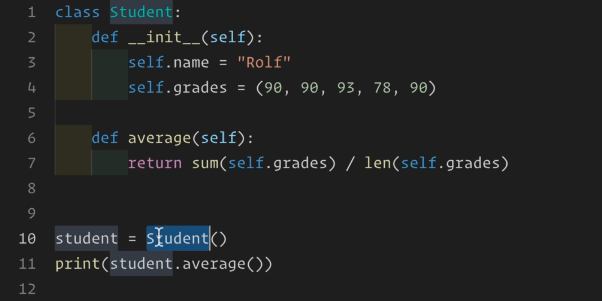 1 class Student:
2     def __init__(self):
3         self.name = "Rolf"
4         self.grades = (90, 90, 93, 78, 90)
5
6     def average(self):
7         return sum(self.grades) / len(self.grades)
8
9
10 student = Student()
11 print(student.average())
12